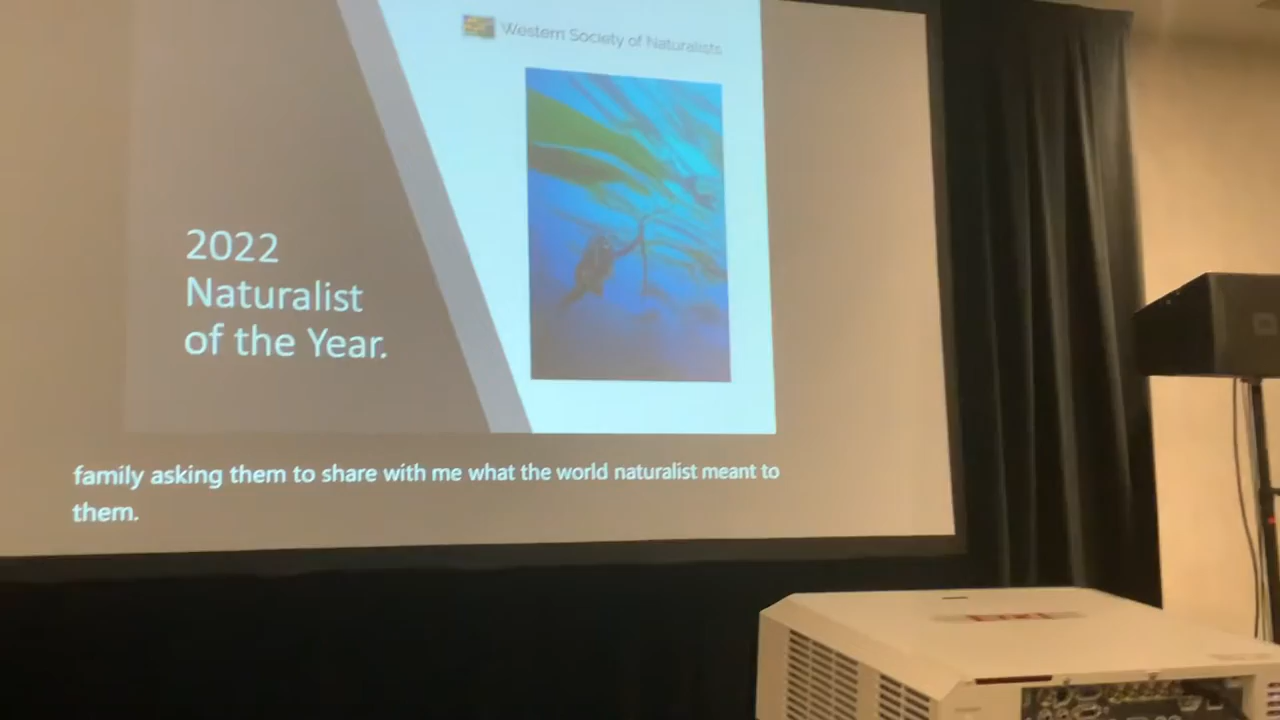 Western Society of Naturalists
2022
Naturalist
of the Year.
family asking them to share with me what the world naturalist meant to
them.